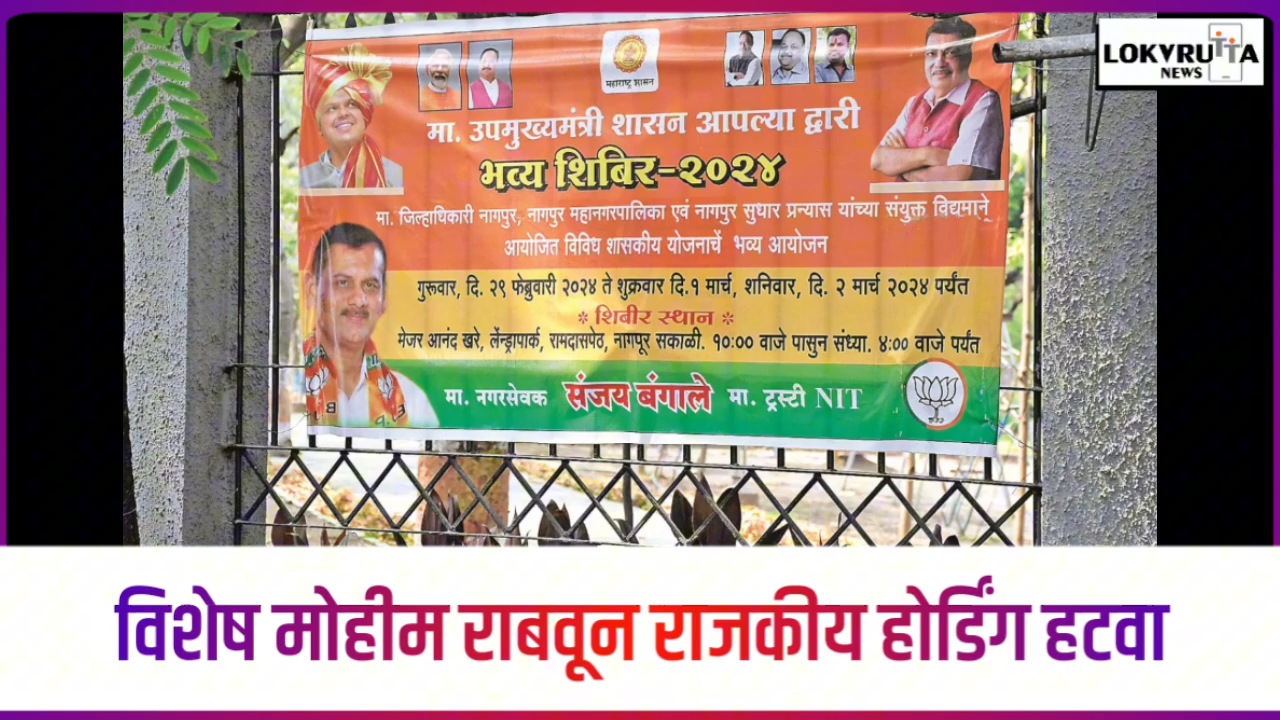 LOKVRUTTA
NEWS
महाराष्ट्र शासन
मा. उपमुख्यमंत्री शासन आपल्या द्वारी
भव्य शिबिर-२०२४
मा. जिल्हाधिकारी नागपुर, नागपुर महानगरपालिका एवं नागपुर सुधार प्रन्यास यांच्या संयुक्त विद्यमाने
आयोजित विविध शासकीय योजनाचें भव्य आयोजन
गुरूवार, दि. २९ फेब्रुवारी २०२४ ते शुक्रवार दि.१ मार्च, शनिवार, दि. २ मार्च २०२४ पर्यंत
* शिबीर स्थान *
मेजर आनंद खरे, लेंन्ड्रापार्क, रामदासपेठ, नागपूर सकाळी. १०:०० वाजे पासुन संध्या. ४:०० वाजे पर्यंत
मा. नगरसेवक संजय बंगाले मा. ट्रस्टी NIT
विशेष मोहीम राबवून राजकीय होर्डिंग हटवा